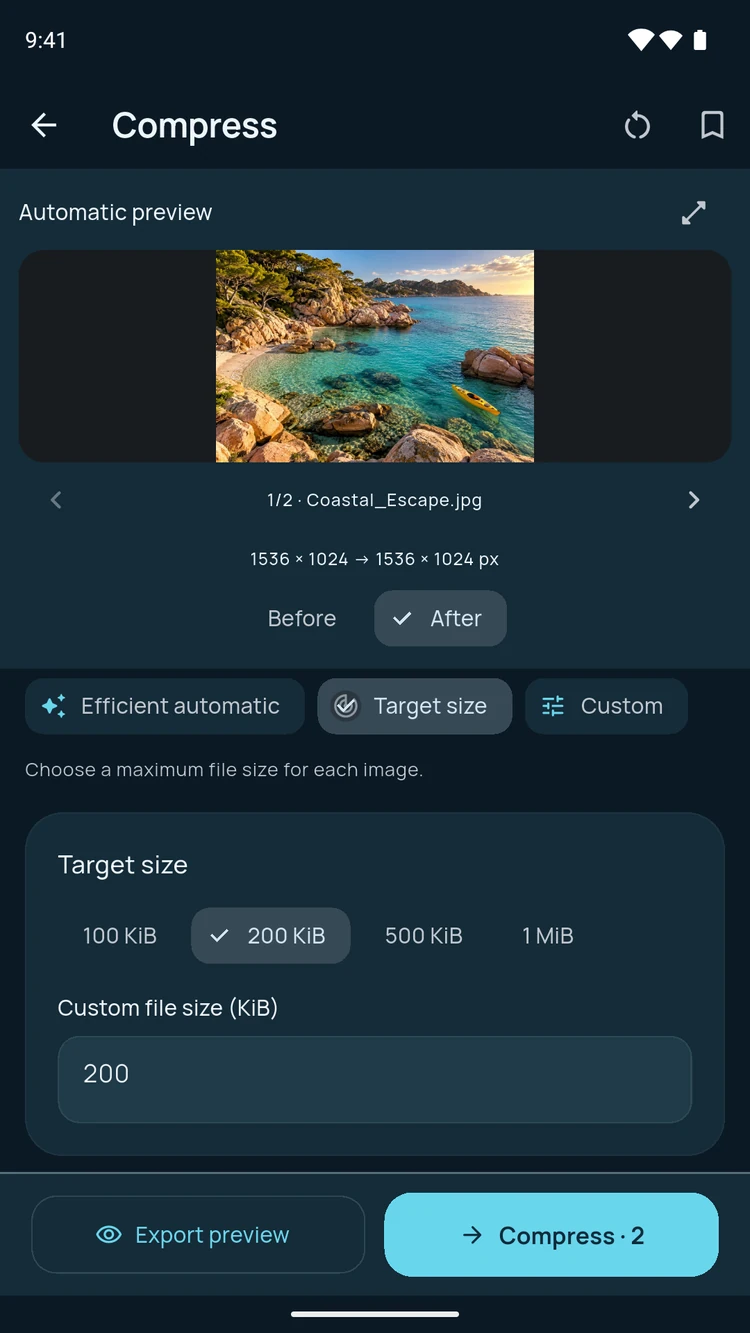 9:41
Compress
Automatic preview
1/2 · Coastal_Escape.jpg
1536 × 1024 → 1536 × 1024 px
Before
After
Efficient automatic
Target size
Custom
Choose a maximum file size for each image.
Target size
100 KiB
200 KiB
500 KiB
1 MiB
Custom file size (KiB)
200
Export preview
Compress · 2